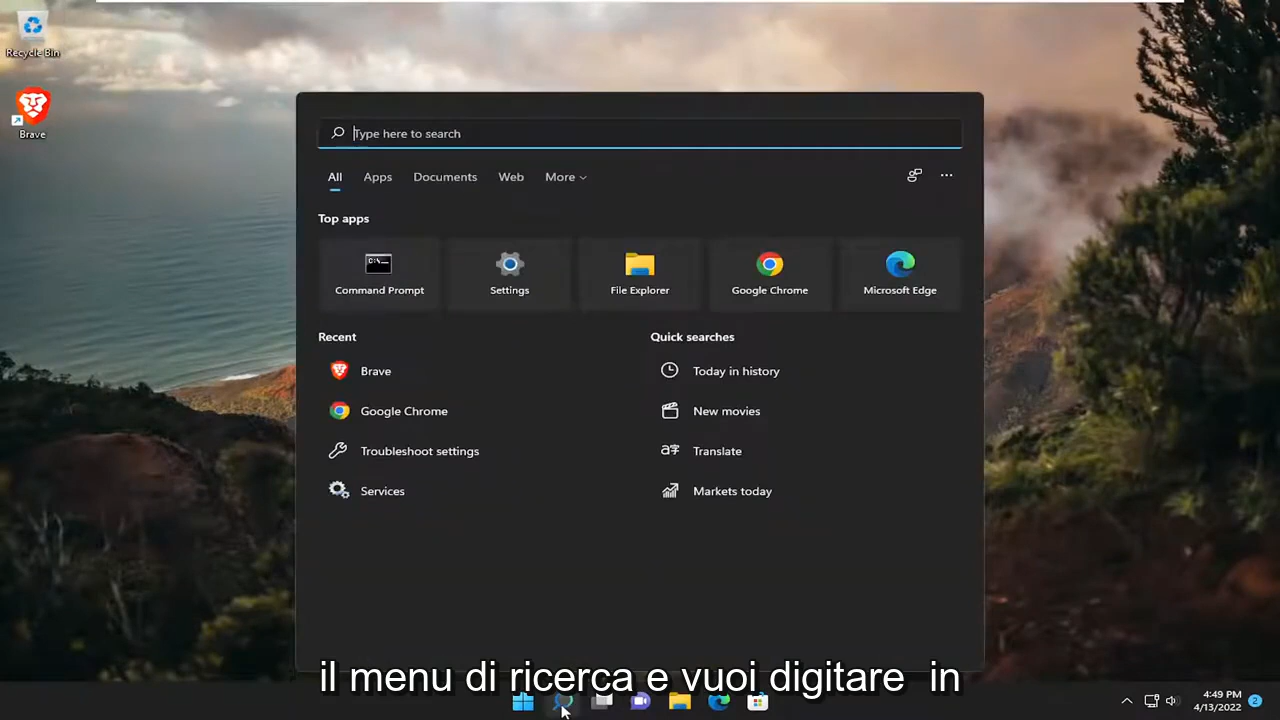 Recycle Bin
Brave
Type here to search
All Apps Documents Web More
Top apps
Command Prompt Settings File Explorer Google Chrome Microsoft Edge
Recent Quick searches
Brave Today in history
Google Chrome New movies
Troubleshoot settings Translate
Services Markets today
il menu di ricerca e vuoi digitare in
4:49 PM
4/13/2022
2